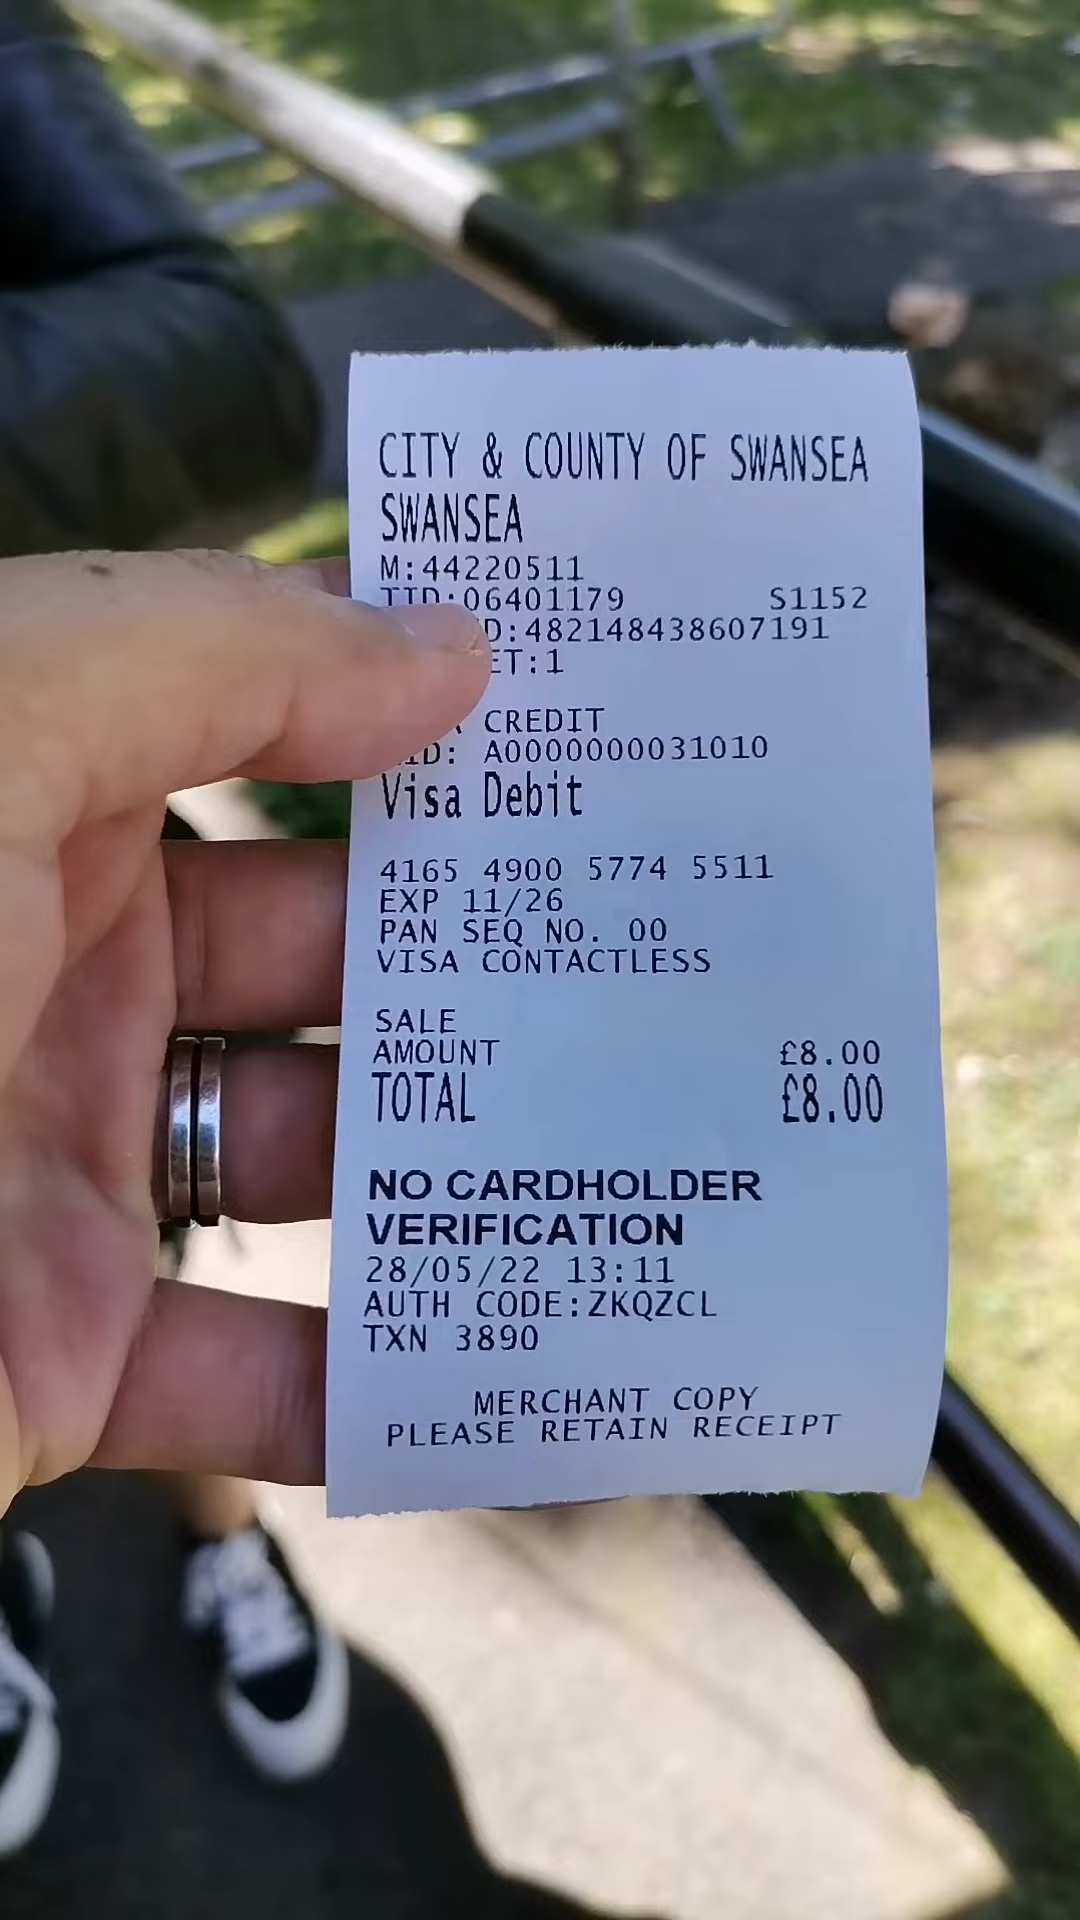 CITY & COUNTY OF SWANSEA
SWANSEA
M:44220511
TID:06401179 S1152
D:482148438607191
ET:1
CREDIT
AID: A0000000031010
Visa Debit
4165 4900 5774 5511
EXP 11/26
PAN SEQ NO. 00
VISA CONTACTLESS
SALE
AMOUNT £8.00
TOTAL £8.00
NO CARDHOLDER
VERIFICATION
28/05/22 13:11
AUTH CODE:ZKQZCL
TXN 3890
MERCHANT COPY
PLEASE RETAIN RECEIPT